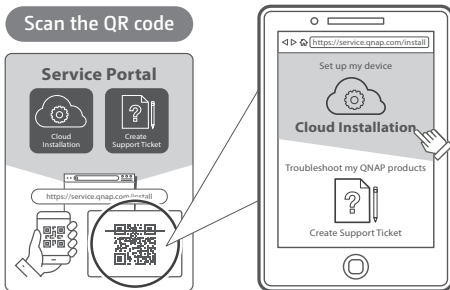 Scan the QR code
Service Portal
Cloud
Installation
Create
Support Ticket
https://service.qnap.com/install
https://service.qnap.com/install
Set up my device
Cloud Installation
Troubleshoot my QNAP products
Create Support Ticket